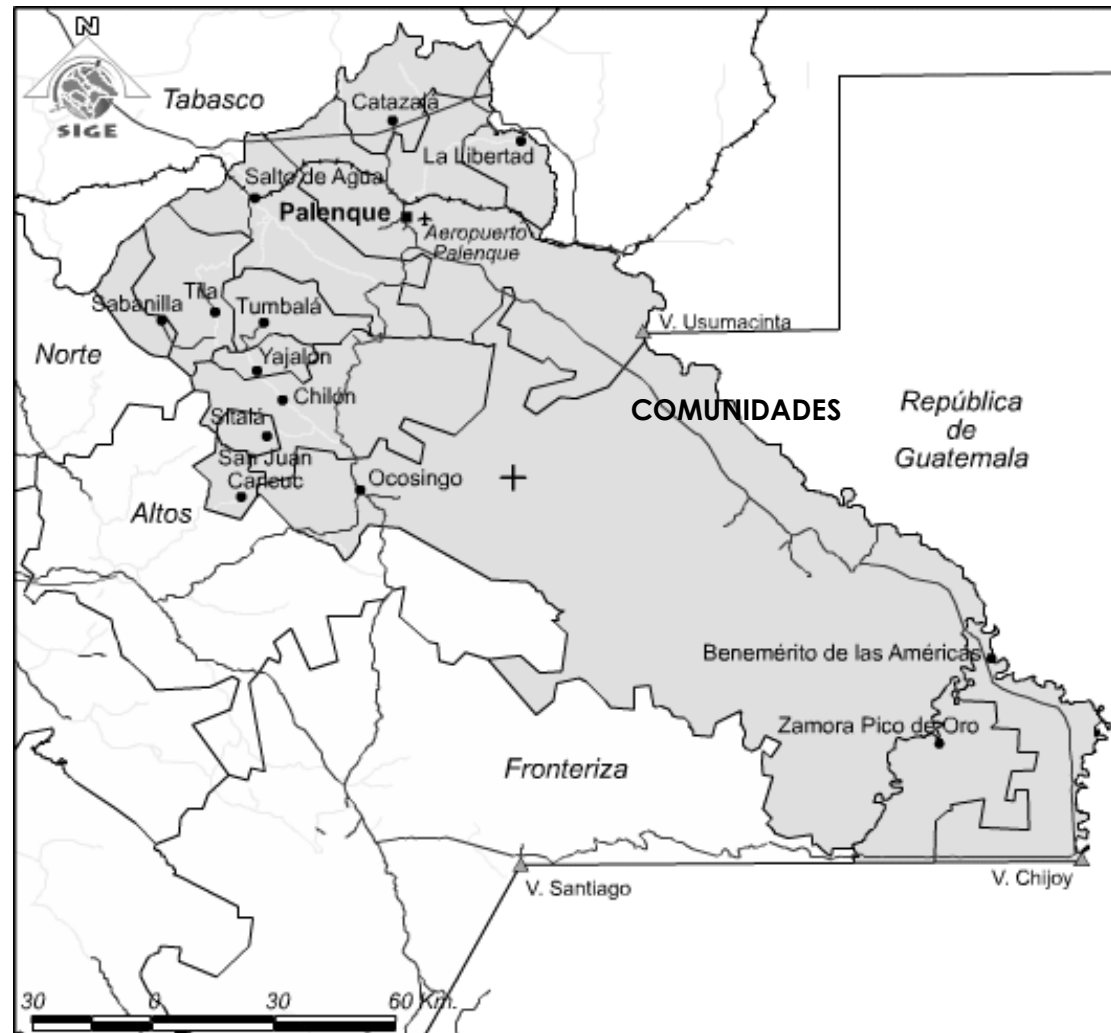 N
SIGE
Tabasco
Catazalá
La Libertad
Salto de Agua
Palenque
Aeropuerto
Palenque
Sabanilla
Tila
Tumbalá
V. Usumacinta
Norte
Yajalón
Chilón
COMUNIDADES
República
de
Guatemala
Sitalá
San Juan
Cancuc
Ocosingo
Altos
Benemérito de las Américas
Zamora Pico de Oro
Fronteriza
V. Santiago
V. Chijoy
30 0 30 60 Km.